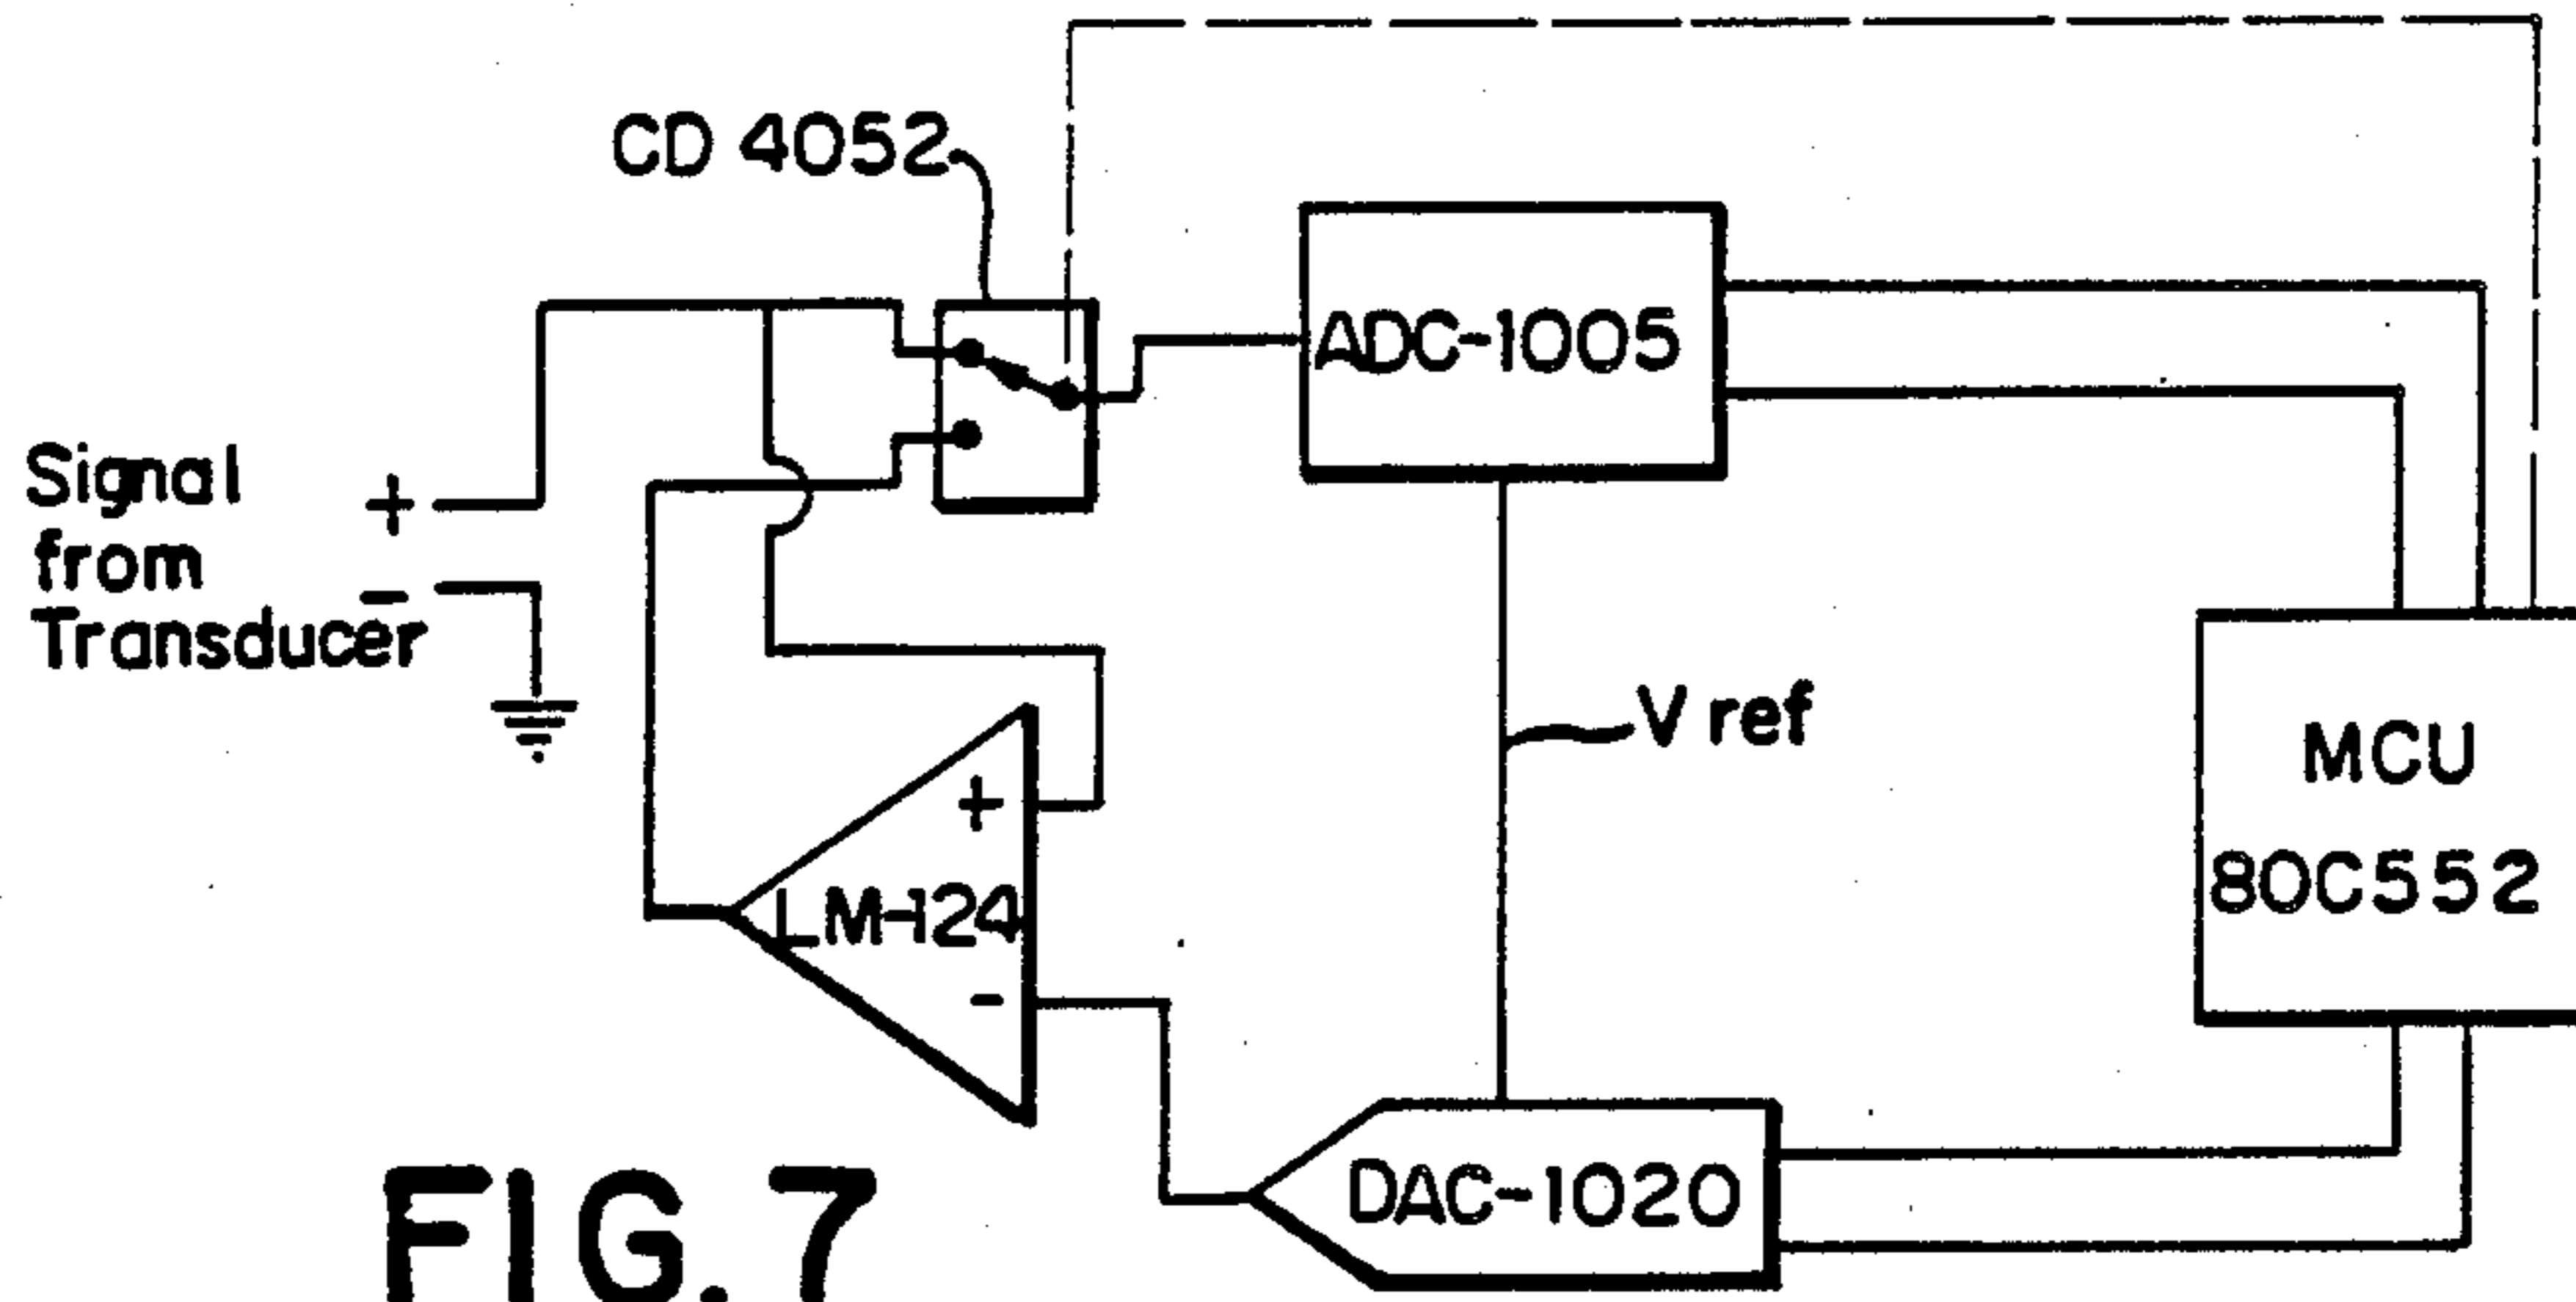 CD 4052
ADC-1005
Signal
from
Transducer
+
-
V ref
MCU
80C552
+
LM-124
-
DAC-1020
FIG. 7